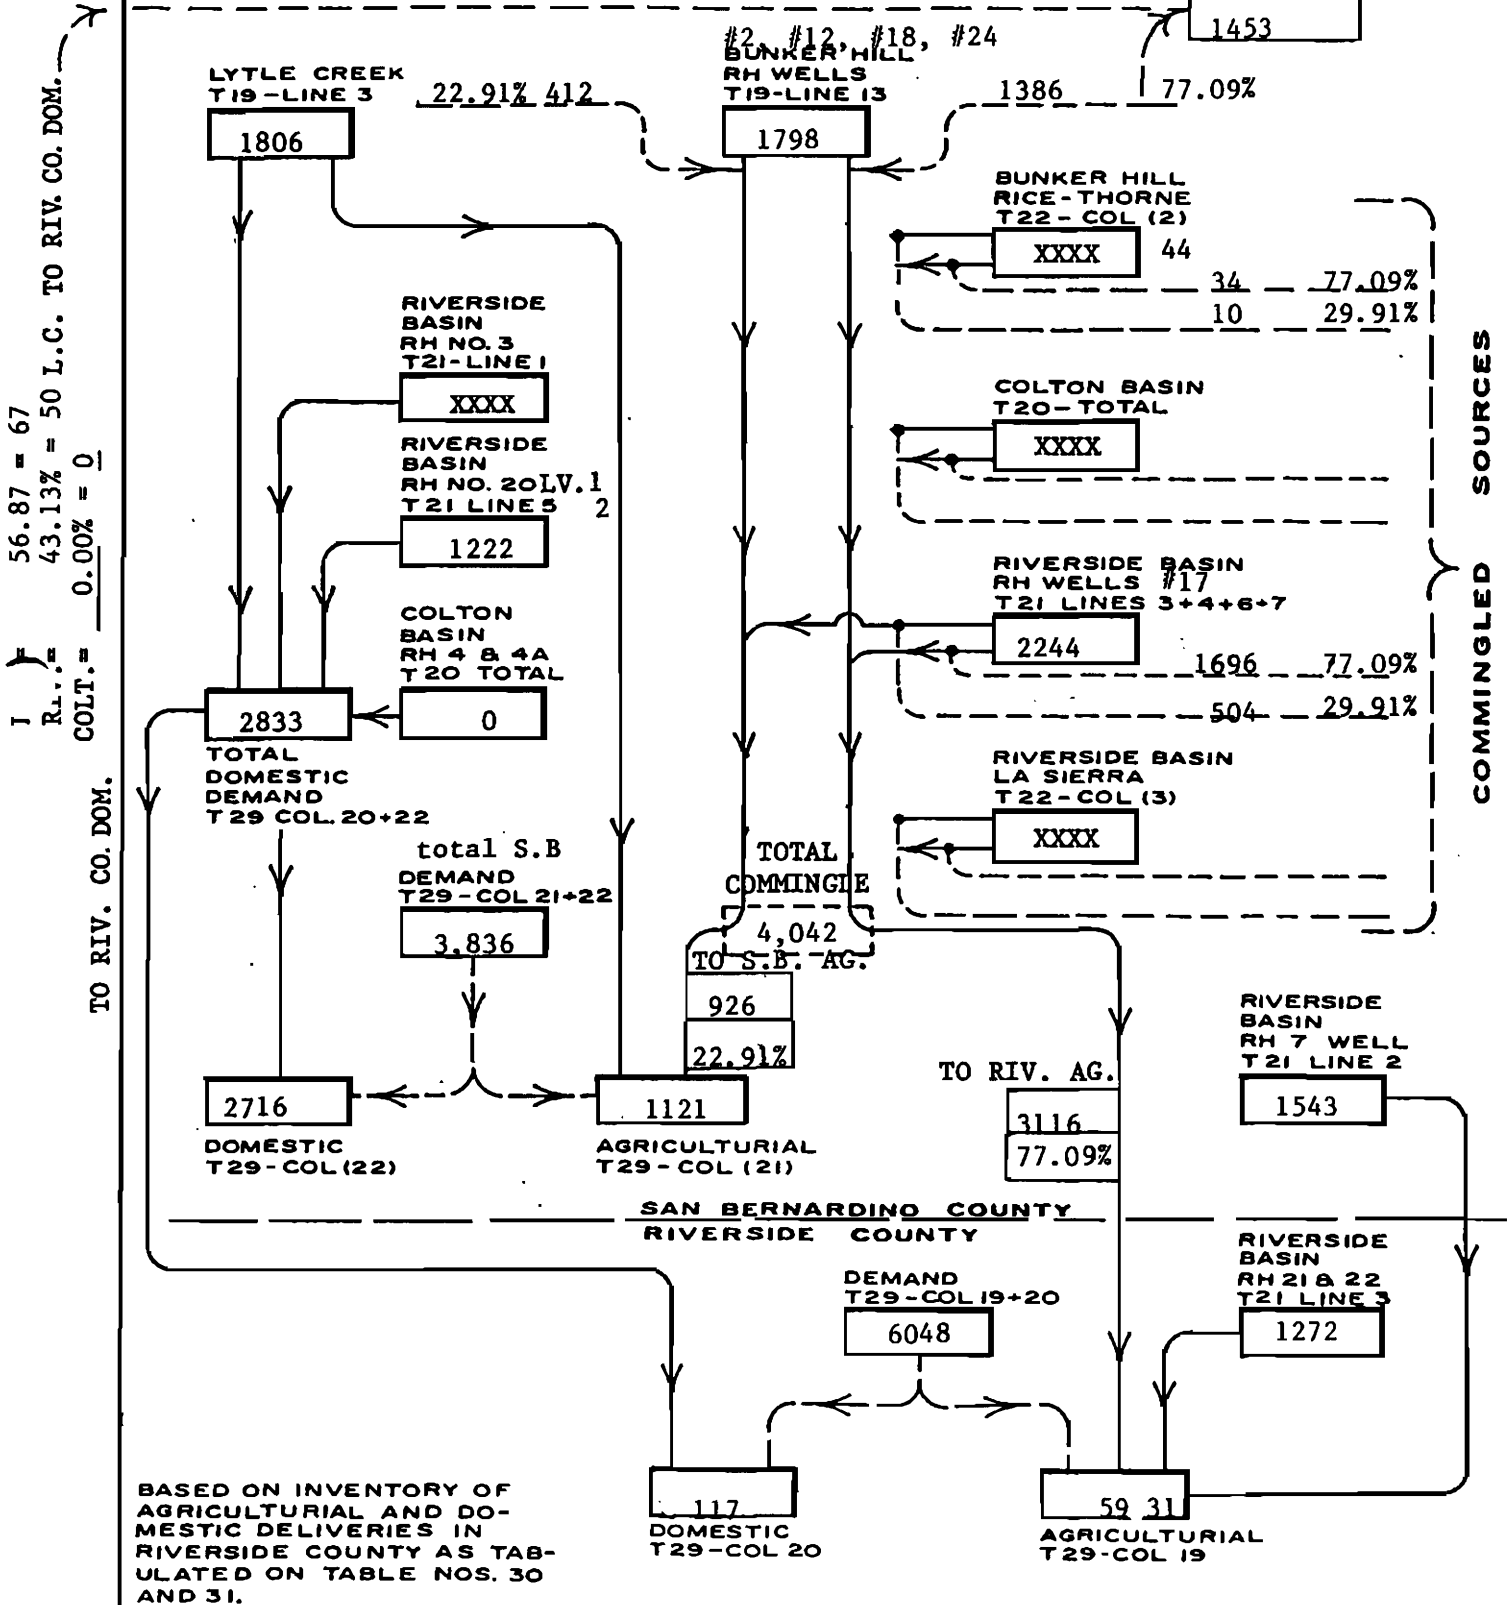 1453
#2, #12, #18, #24
BUNKER HILL
RH WELLS
T19-LINE 13
1798
LYTLE CREEK
T19-LINE 3
1806
22.91% 412
1386 77.09%
BUNKER HILL
RICE-THORNE
T22-COL (2)
XXXX 44
34 77.09%
10 29.91%
RIVERSIDE
BASIN
RH NO. 3
T21-LINE 1
XXXX
COLTON BASIN
T20-TOTAL
XXXX
RIVERSIDE
BASIN
RH NO. 20 LV.1
T21 LINE 5 2
1222
RIVERSIDE BASIN
RH WELLS #17
T21 LINES 3+4+6+7
2244
1696 77.09%
504 29.91%
COLTON
BASIN
RH 4 & 4A
T20 TOTAL
0
2833
TOTAL
DOMESTIC
DEMAND
T29 COL. 20+22
RIVERSIDE BASIN
LA SIERRA
T22-COL (3)
XXXX
COMMINGLED SOURCES
56.87 = 67
43.13% = 50 L.C. TO RIV. CO. DOM.
COLT.= 0.00% = 0
TO RIV. CO. DOM.
total S.B
DEMAND
T29-COL 21+22
3,836
TOTAL
COMMINGLE
4,042
TO S.B. AG.
926
22.91%
2716
DOMESTIC
T29-COL (22)
1121
AGRICULTURIAL
T29-COL (21)
TO RIV. AG.
3116
77.09%
RIVERSIDE
BASIN
RH 7 WELL
T21 LINE 2
1543
SAN BERNARDINO COUNTY
RIVERSIDE COUNTY
RIVERSIDE
BASIN
RH 21 & 22
T21 LINE 3
1272
DEMAND
T29-COL 19+20
6048
117
DOMESTIC
T29-COL 20
59 31
AGRICULTURIAL
T29-COL 19
BASED ON INVENTORY OF
AGRICULTURIAL AND DO-
MESTIC DELIVERIES IN
RIVERSIDE COUNTY AS TAB-
ULATED ON TABLE NOS. 30
AND 31.